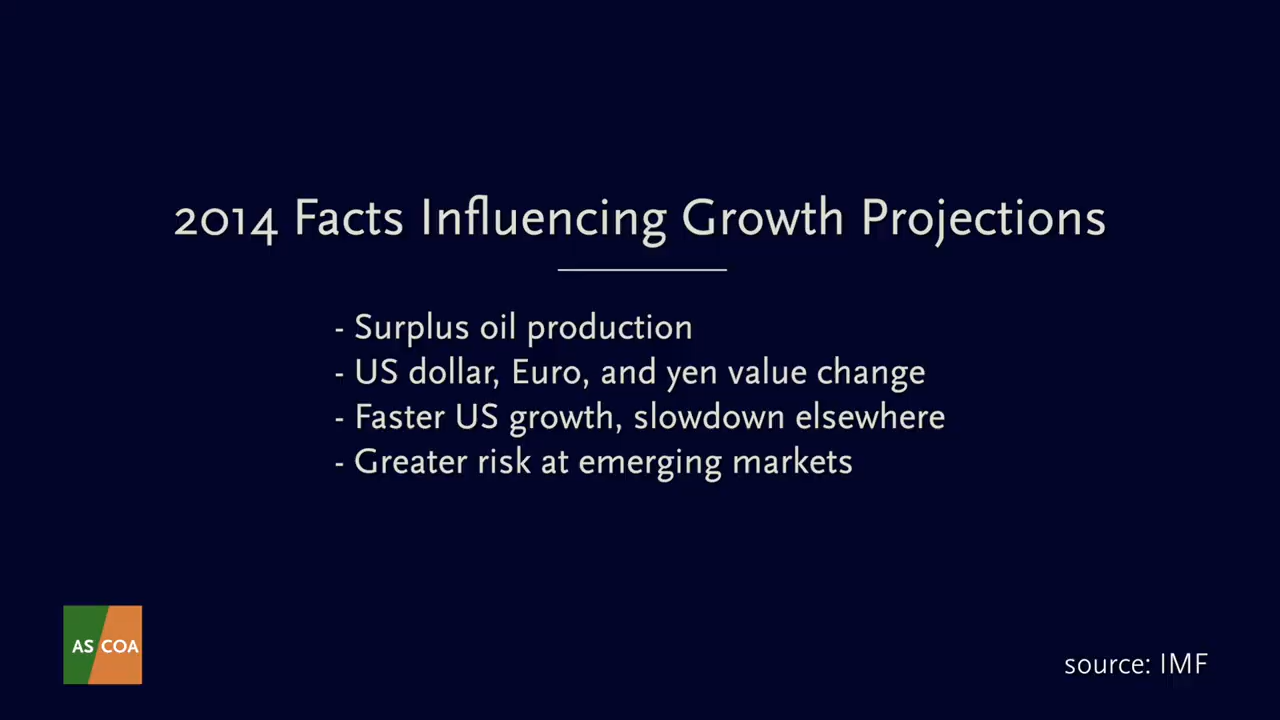 2014 Facts Influencing Growth Projections
- Surplus oil production
- US dollar, Euro, and yen value change
- Faster US growth, slowdown elsewhere
- Greater risk at emerging markets
AS COA
source: IMF